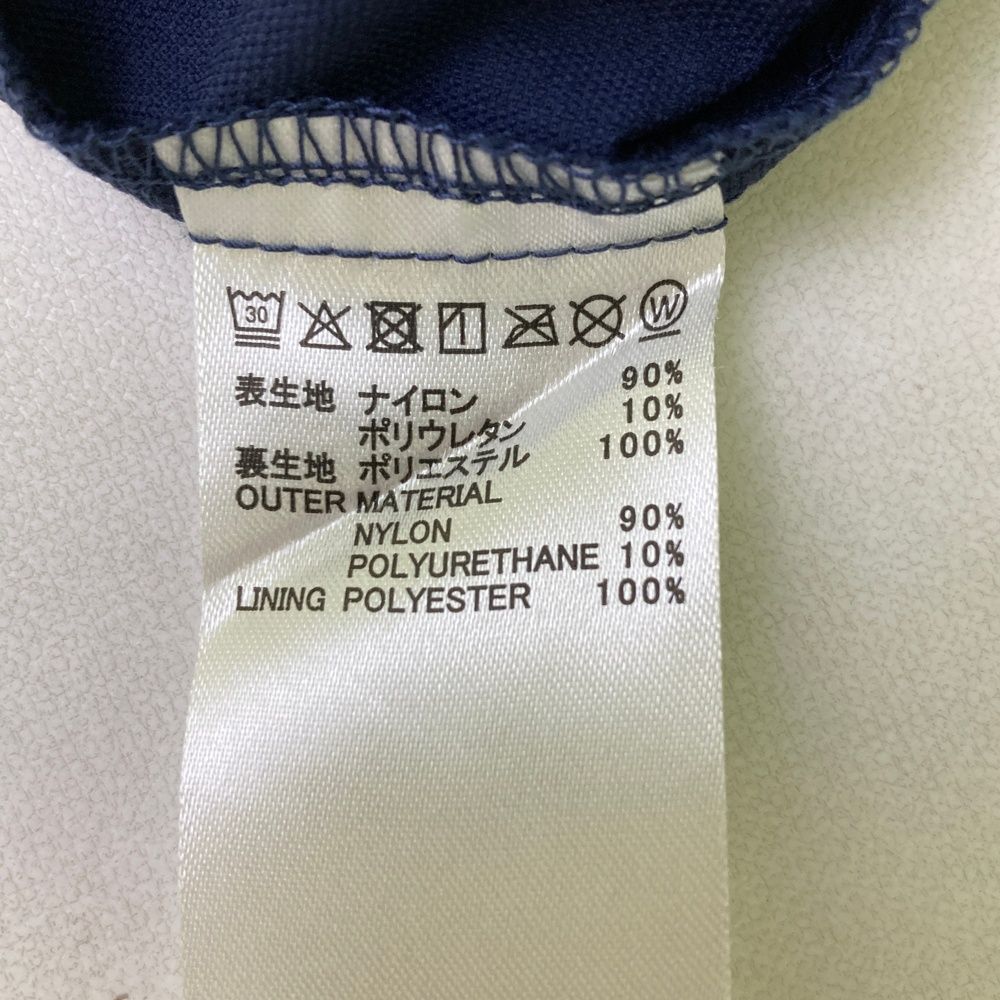 30 W
表生地 ナイロン 90%
ポリウレタン 10%
裏生地 ポリエステル 100%
OUTER MATERIAL
NYLON 90%
POLYURETHANE 10%
LINING POLYESTER 100%